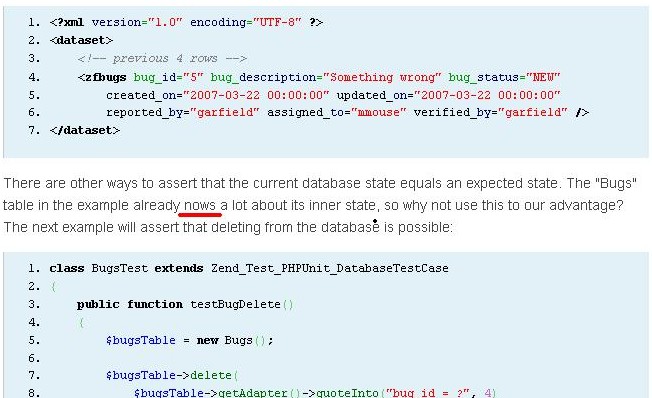 1. <?xml version="1.0" encoding="UTF-8" ?>
2. <dataset>
3. <!-- previous 4 rows -->
4. <zfbugs bug_id="5" bug_description="Something wrong" bug_status="NEW"
5. created_on="2007-03-22 00:00:00" updated_on="2007-03-22 00:00:00"
6. reported_by="garfield" assigned_to="mmouse" verified_by="garfield" />
7. </dataset>
There are other ways to assert that the current database state equals an expected state. The "Bugs"
table in the example already nows a lot about its inner state, so why not use this to our advantage?
The next example will assert that deleting from the database is possible:
1. class BugsTest extends Zend_Test_PHPUnit_DatabaseTestCase
2. {
3. public function testBugDelete()
4. {
5. $bugsTable = new Bugs();
6.
7. $bugsTable->delete(
8. $bugsTable->getAdapter()->quoteInto("bug_id = ?", 4)